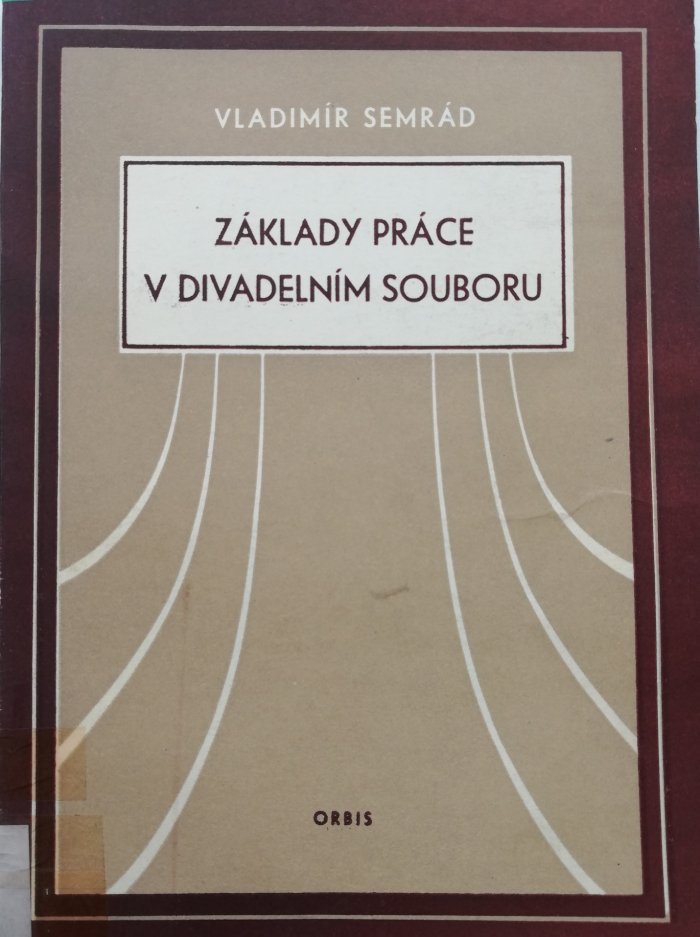 VLADIMÍR SEMRÁD
ZÁKLADY PRÁCE
V DIVADELNÍM SOUBORU
ORBIS